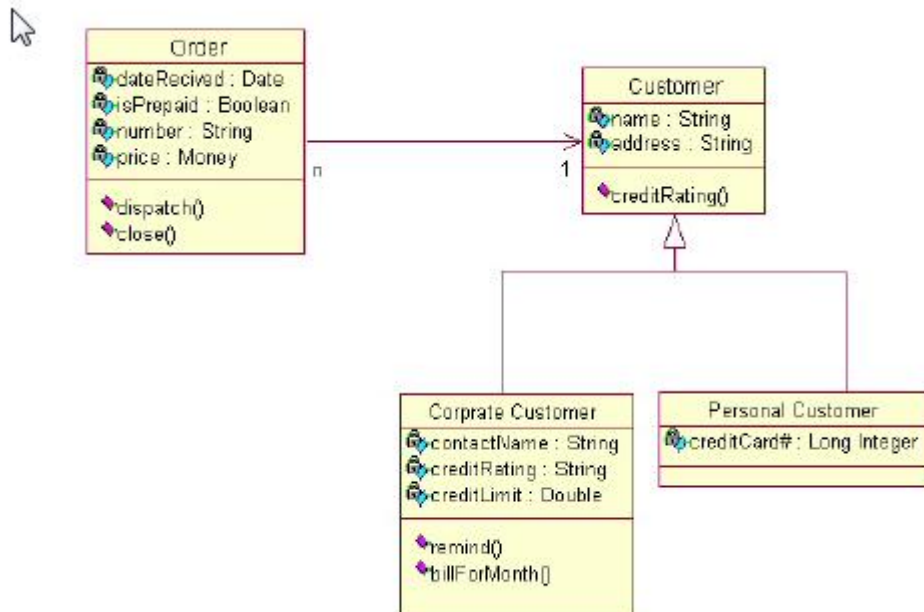 Order
dateRecived : Date
isPrepaid : Boolean
number : String
price : Money
dispatch()
close()
n
1
Customer
name : String
address : String
creditRating()
Corprate Customer
contactName : String
creditRating : String
creditLimit : Double
remind()
billForMonth()
Personal Customer
creditCard# : Long Integer